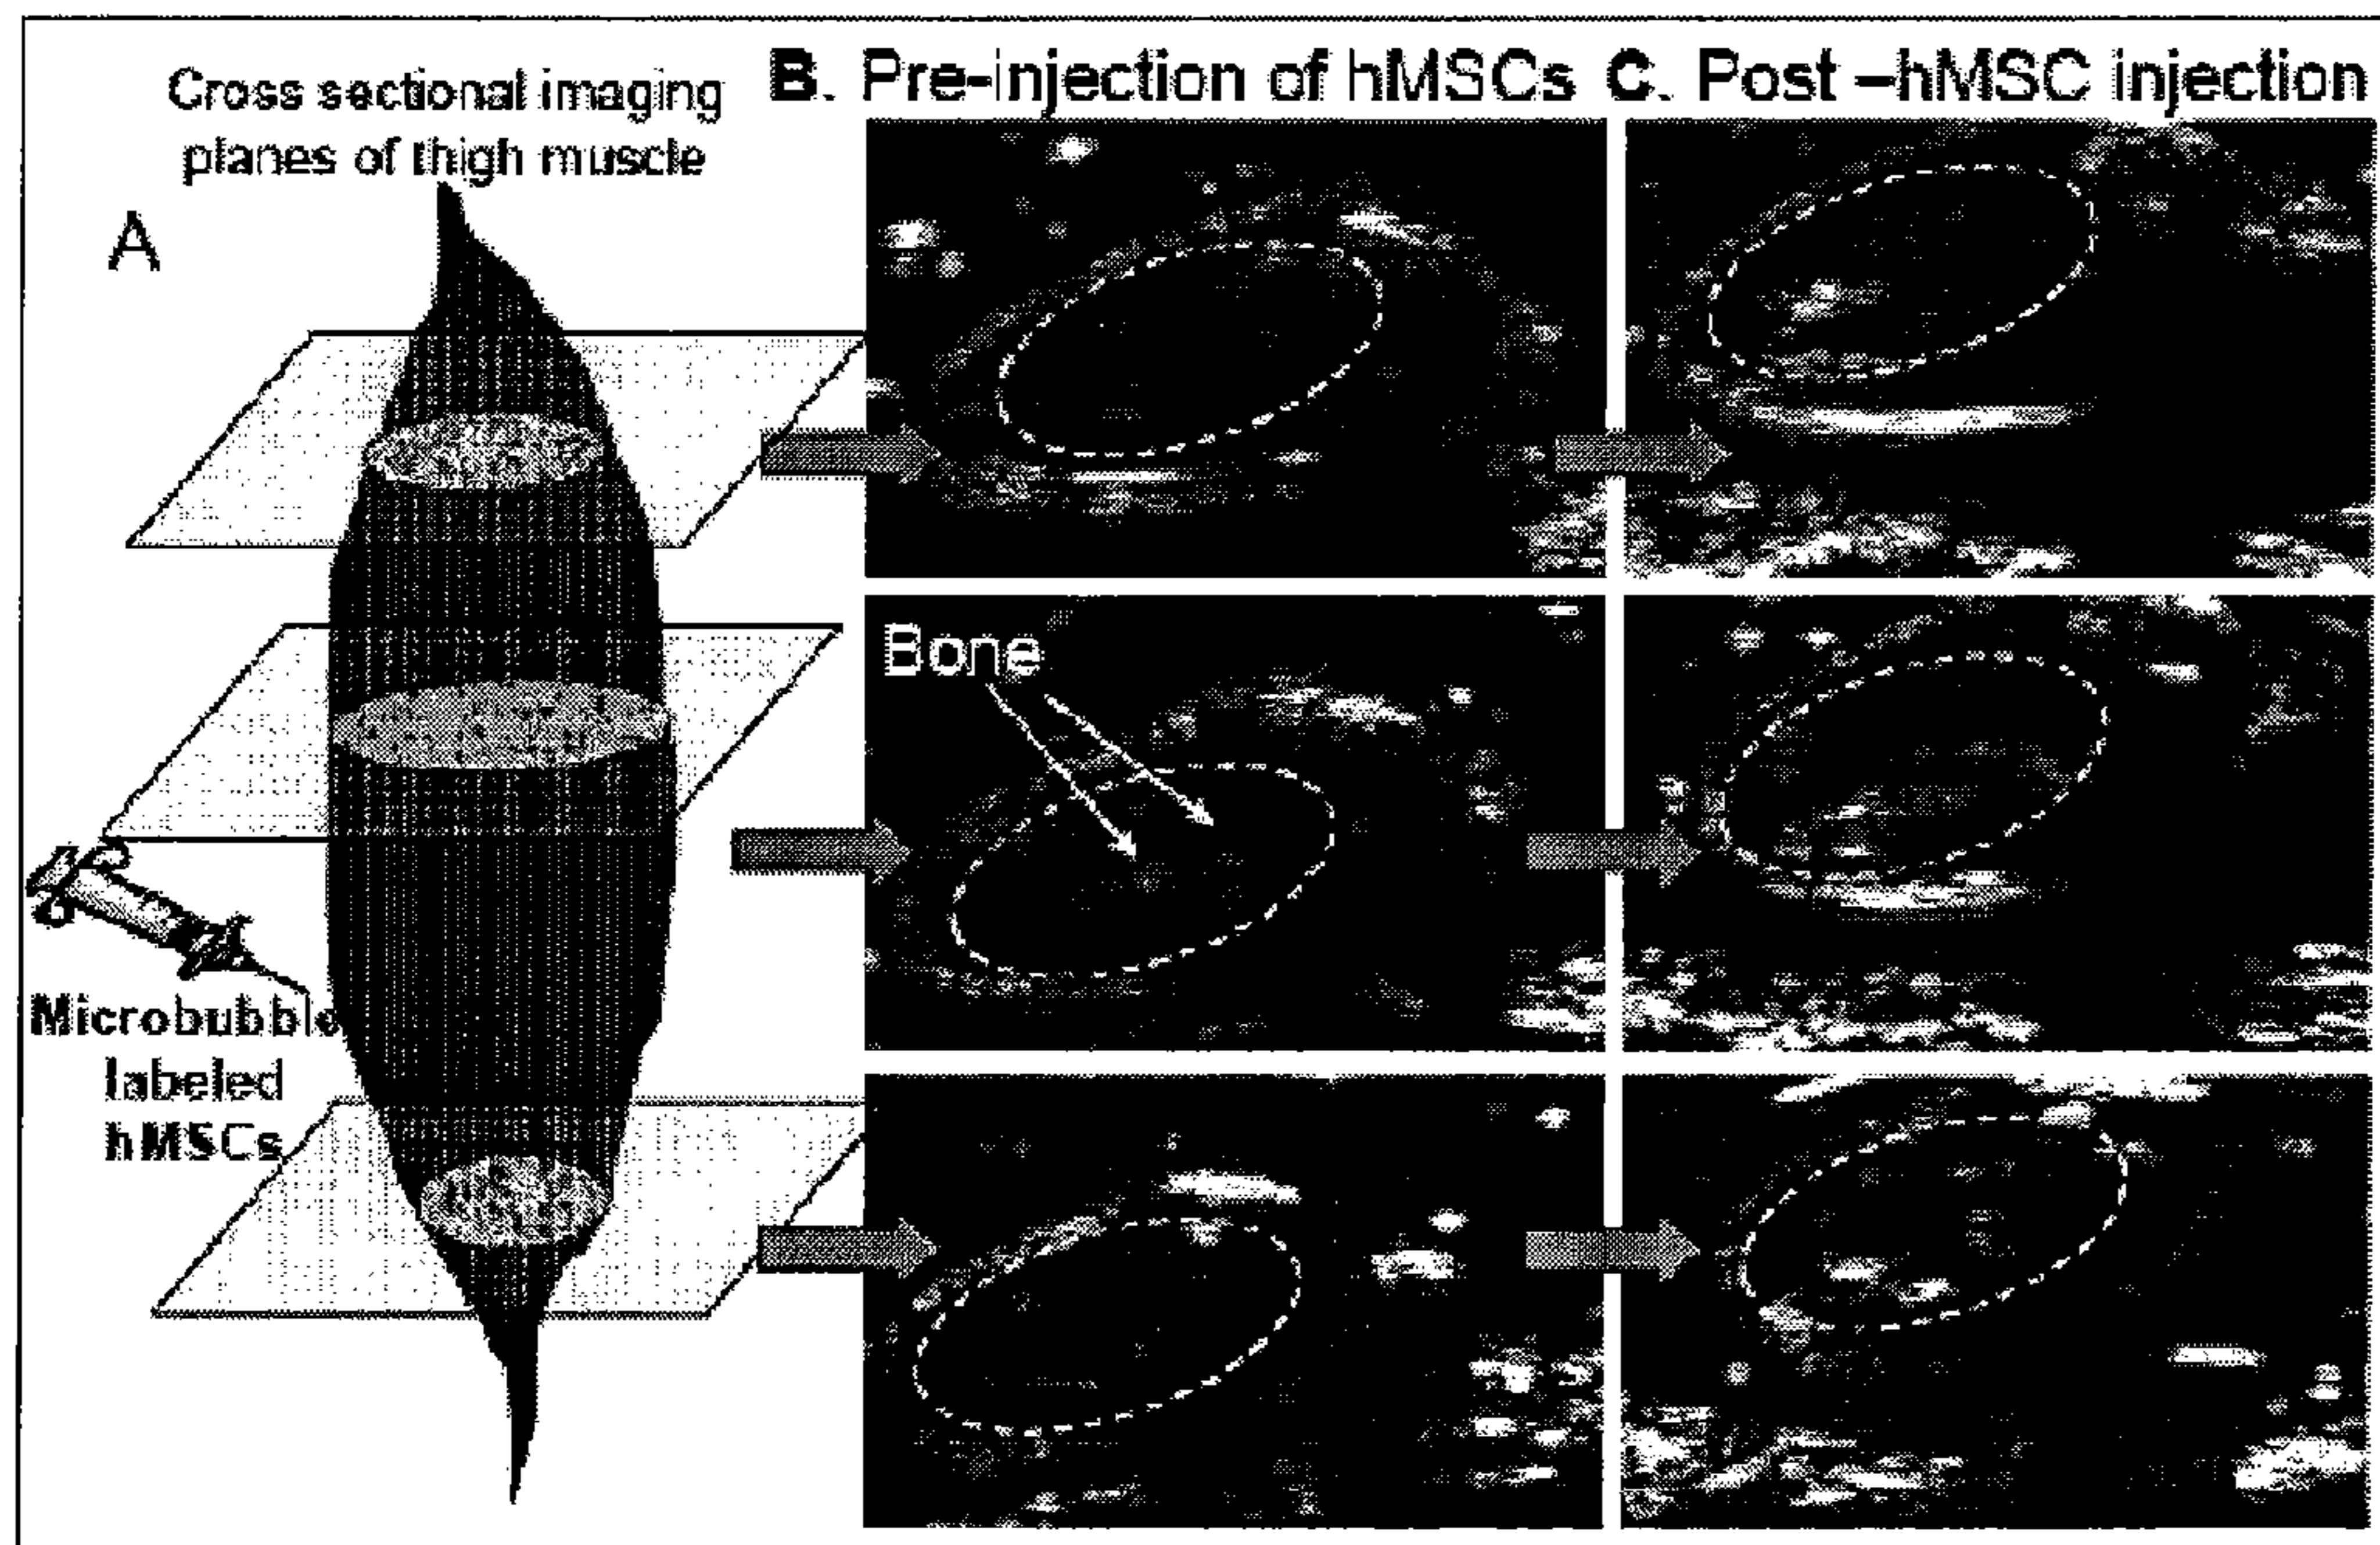 Cross sectional imaging
planes of thigh muscle
A
B. Pre-injection of hMSCs
C. Post –hMSC injection
Bone
Microbubble
labeled
hMSCs